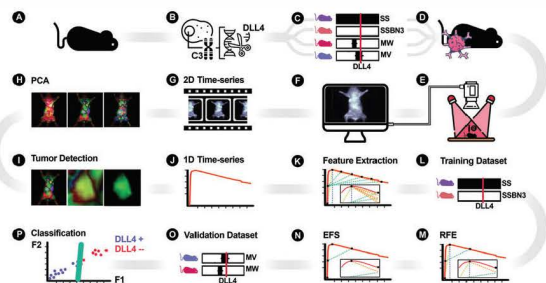 A
B
DLL4
C3
C
SS
SSBN3
MW
MV
DLL4
D
H PCA
G 2D Time-series
F
E
I Tumor Detection
J 1D Time-series
K Feature Extraction
L Training Dataset
SS
SSBN3
DLL4
P Classification
F2
DLL4 +
DLL4 --
F1
O Validation Dataset
MV
MW
DLL4
N EFS
M RFE